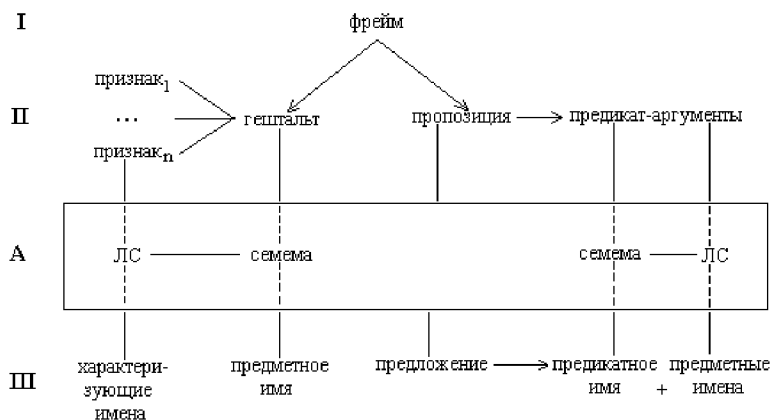 I фрейм
признак1
II ... гештальт пропозиция предикат-аргументы
признакn
А ЛС семема семема ЛС
характери- предметное предложение предикатное предметные
III зующие имя имя + имена
имена